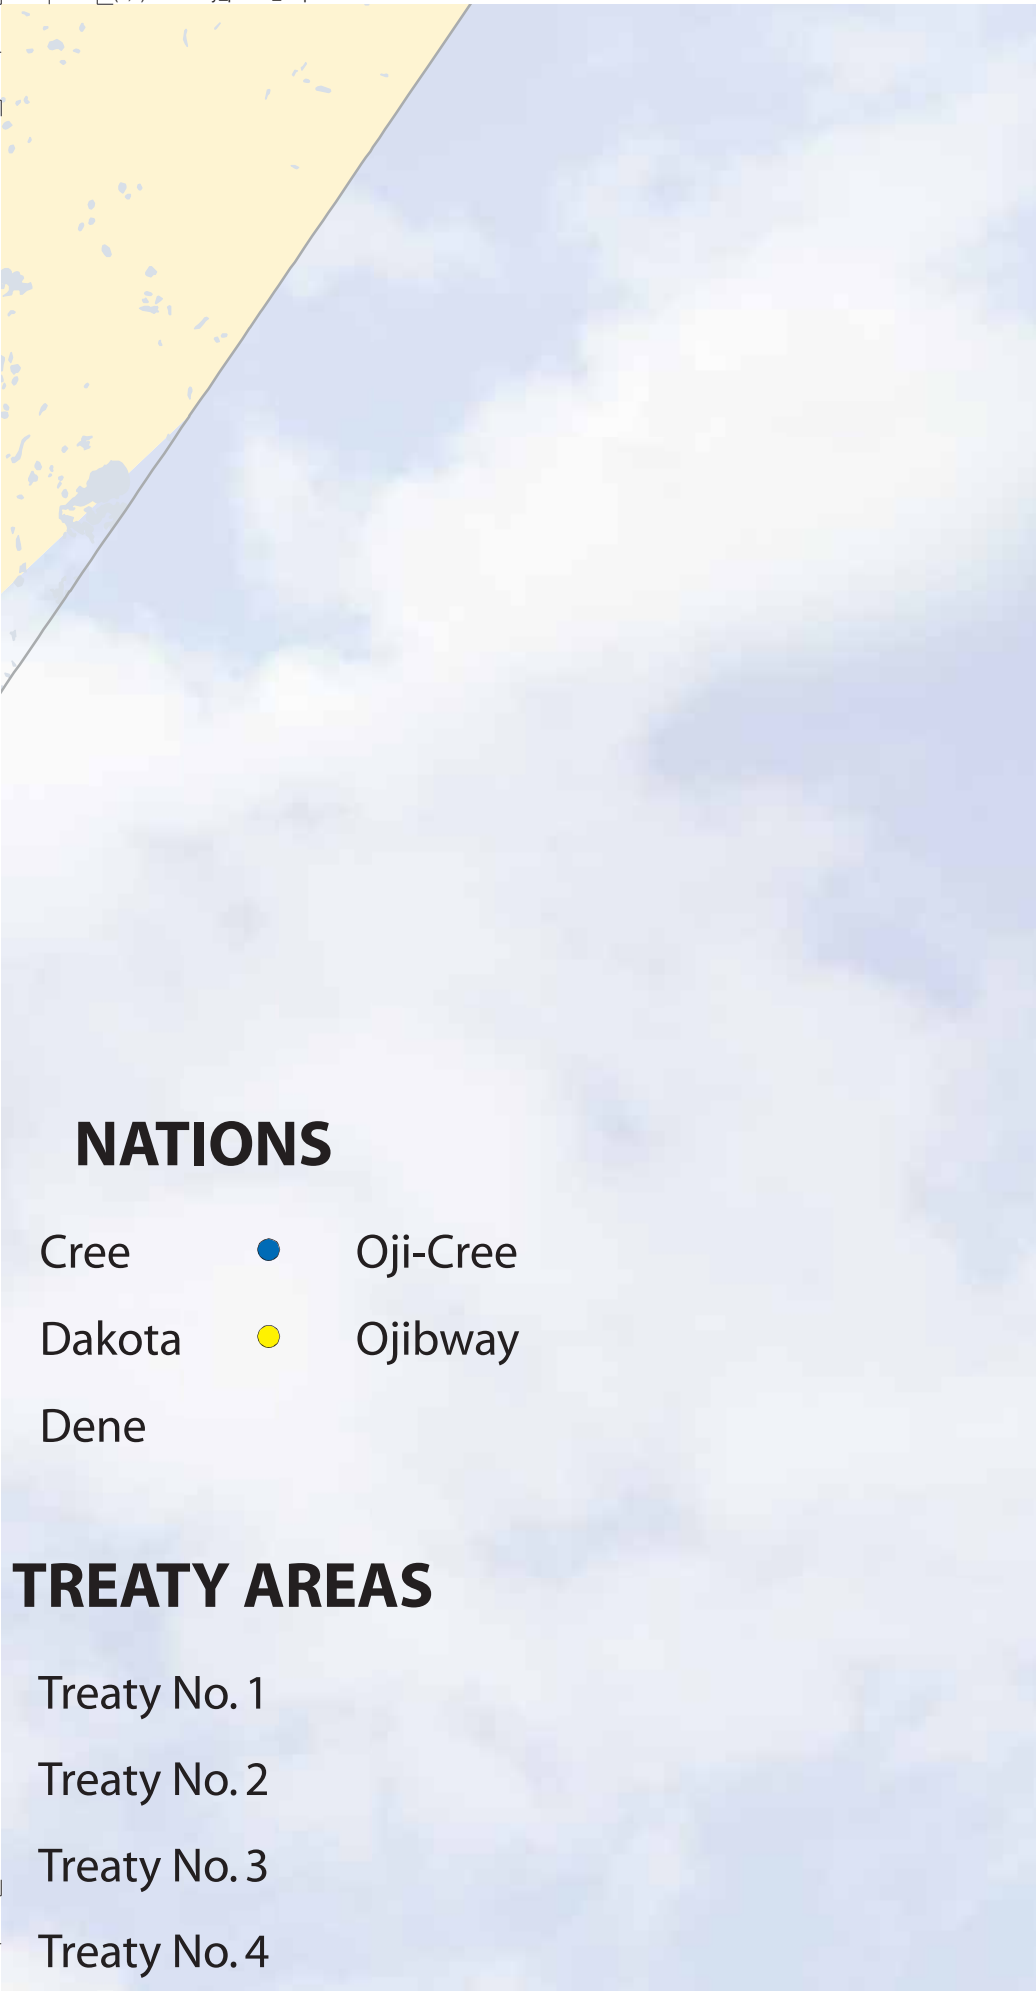 NATIONS
Cree Oji-Cree
Dakota Ojibway
Dene
TREATY AREAS
Treaty No. 1
Treaty No. 2
Treaty No. 3
Treaty No. 4